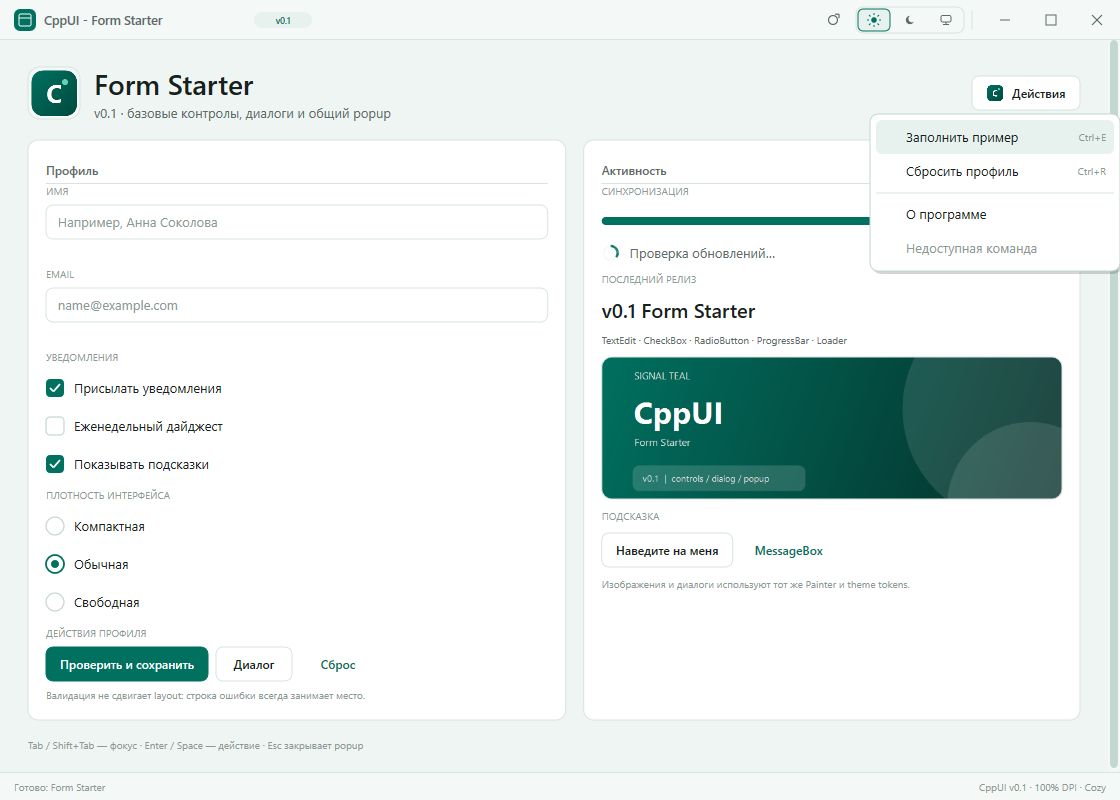 CppUI - Form Starter
v0.1
C
Form Starter
v0.1 · базовые контролы, диалоги и общий popup
C Действия
Заполнить пример Ctrl+E
Сбросить профиль Ctrl+R
О программе
Недоступная команда
Профиль
ИМЯ
Например, Анна Соколова
EMAIL
name@example.com
УВЕДОМЛЕНИЯ
Присылать уведомления
Еженедельный дайджест
Показывать подсказки
ПЛОТНОСТЬ ИНТЕРФЕЙСА
Компактная
Обычная
Свободная
ДЕЙСТВИЯ ПРОФИЛЯ
Проверить и сохранить Диалог Сброс
Валидация не сдвигает layout: строка ошибки всегда занимает место.
Активность
СИНХРОНИЗАЦИЯ
Проверка обновлений...
ПОСЛЕДНИЙ РЕЛИЗ
v0.1 Form Starter
TextEdit · CheckBox · RadioButton · ProgressBar · Loader
SIGNAL TEAL
CppUI
Form Starter
v0.1 | controls / dialog / popup
ПОДСКАЗКА
Наведите на меня MessageBox
Изображения и диалоги используют тот же Painter и theme tokens.
Tab / Shift+Tab — фокус · Enter / Space — действие · Esc закрывает popup
Готово: Form Starter
CppUI v0.1 · 100% DPI · Cozy